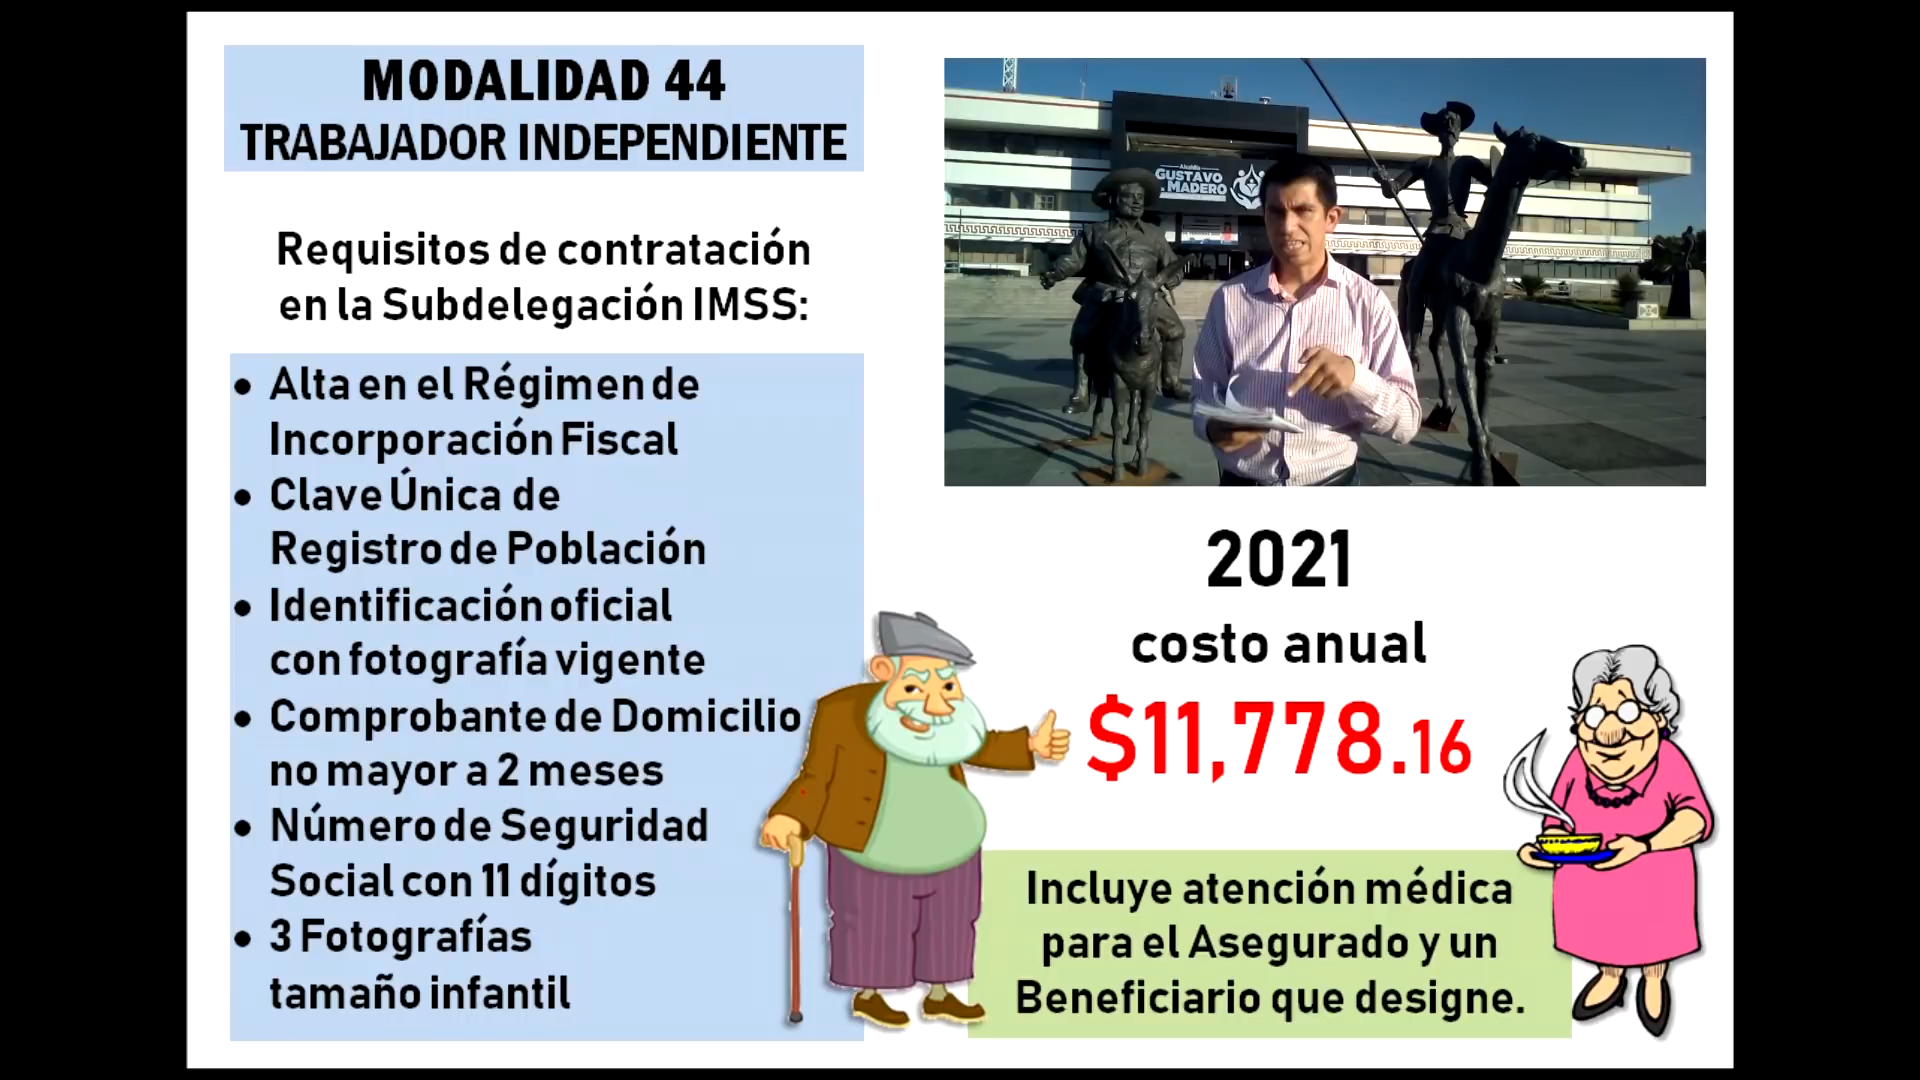 MODALIDAD 44
TRABAJADOR INDEPENDIENTE
Requisitos de contratación
en la Subdelegación IMSS:
• Alta en el Régimen de
Incorporación Fiscal
• Clave Única de
Registro de Población
• Identificación oficial
con fotografía vigente
• Comprobante de Domicilio
no mayor a 2 meses
• Número de Seguridad
Social con 11 dígitos
• 3 Fotografías
tamaño infantil
Alcaldía
GUSTAVO
A. MADERO
2021
costo anual
$11,778.16
Incluye atención médica
para el Asegurado y un
Beneficiario que designe.